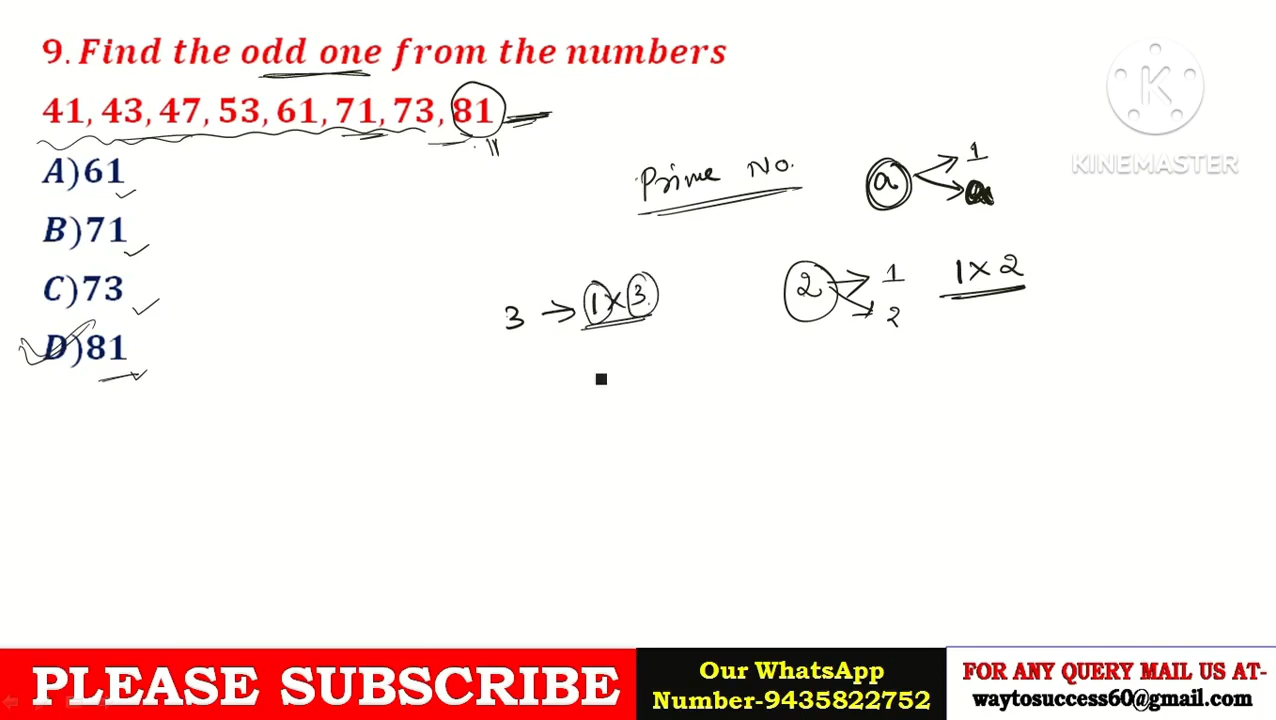 9. Find the odd one from the numbers
41, 43, 47, 53, 61, 71, 73, 81
A)61
B)71
C)73
D)81
Prime No.
a
1
a
2
1
2
1×2
3 → 1×3
K
KINEMASTER
PLEASE SUBSCRIBE
Our WhatsApp
Number-9435822752
FOR ANY QUERY MAIL US AT-
waytosuccess60@gmail.com